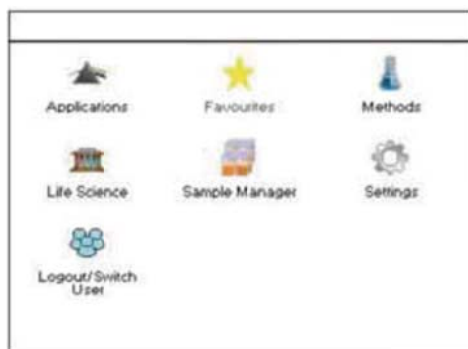 Applications
Favourites
Methods
Life Science
Sample Manager
Settings
Logout/Switch
User